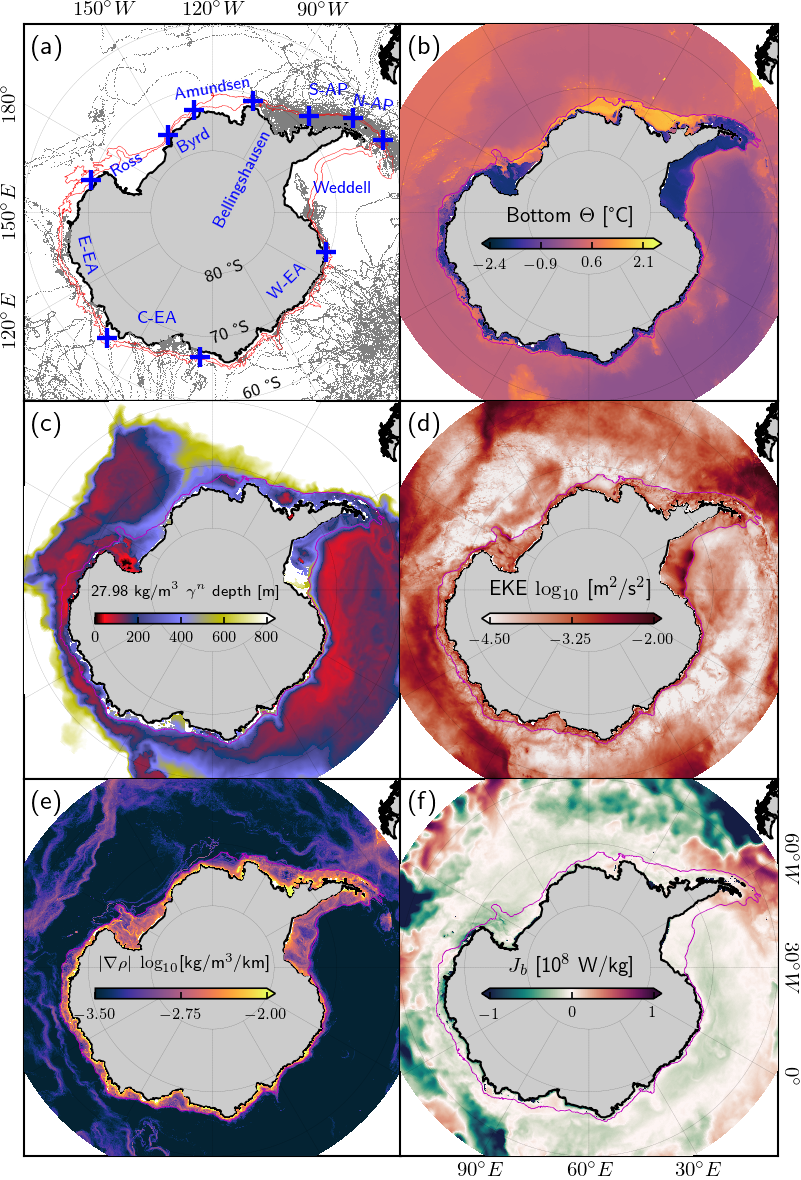 150°W 120°W 90°W
(a)
Amundsen
S-AP
N-AP
180°
Ross
Byrd
Bellingshausen
Weddell
150° E
E-EA
80 °S
W-EA
C-EA
70 °S
120° E
60 °S
(b)
Bottom Θ [°C]
−2.4 −0.9 0.6 2.1
(c)
27.98 kg/m³ γⁿ depth [m]
0 200 400 600 800
(d)
EKE log₁₀ [m²/s²]
−4.50 −3.25 −2.00
(e)
|∇ρ| log₁₀[kg/m³/km]
−3.50 −2.75 −2.00
(f)
J_b [10⁸ W/kg]
−1 0 1
60°W
30°W
0°
90°E 60°E 30°E